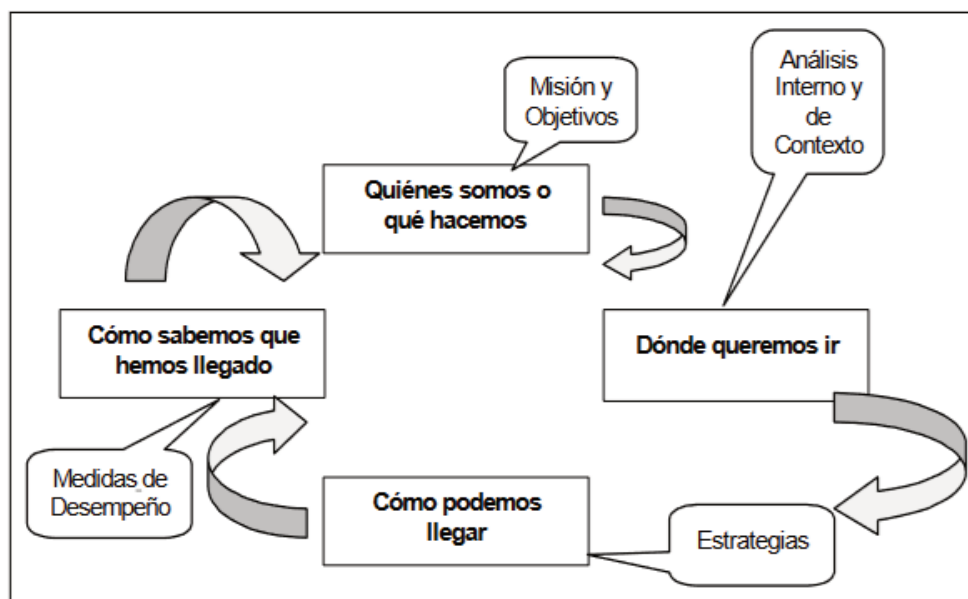 Misión y
Objetivos
Análisis
Interno y
de
Contexto
Quiénes somos o
qué hacemos
Cómo sabemos que
hemos llegado
Dónde queremos ir
Medidas de
Desempeño
Cómo podemos
llegar
Estrategias